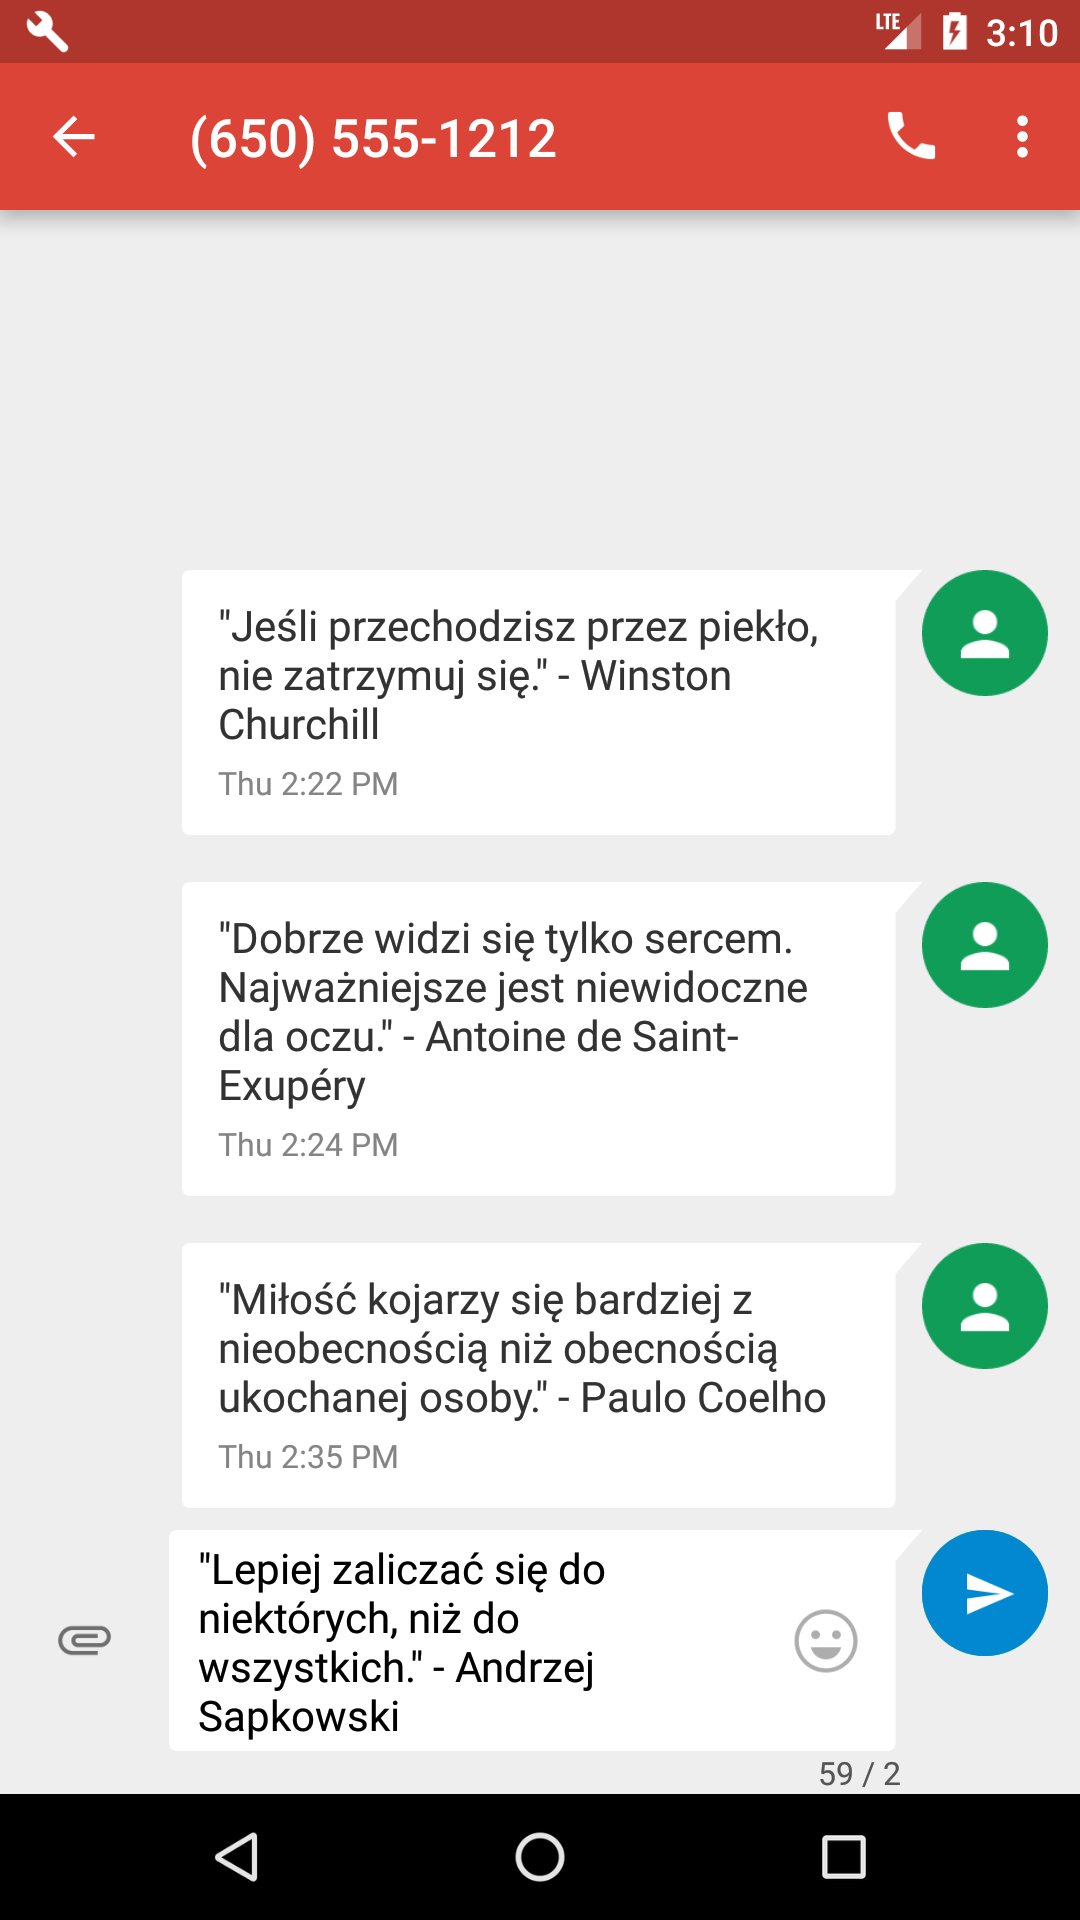 LTE 3:10
(650) 555-1212
"Jeśli przechodzisz przez piekło,
nie zatrzymuj się." - Winston
Churchill
Thu 2:22 PM
"Dobrze widzi się tylko sercem.
Najważniejsze jest niewidoczne
dla oczu." - Antoine de Saint-
Exupéry
Thu 2:24 PM
"Miłość kojarzy się bardziej z
nieobecnością niż obecnością
ukochanej osoby." - Paulo Coelho
Thu 2:35 PM
"Lepiej zaliczać się do
niektórych, niż do
wszystkich." - Andrzej
Sapkowski
59 / 2